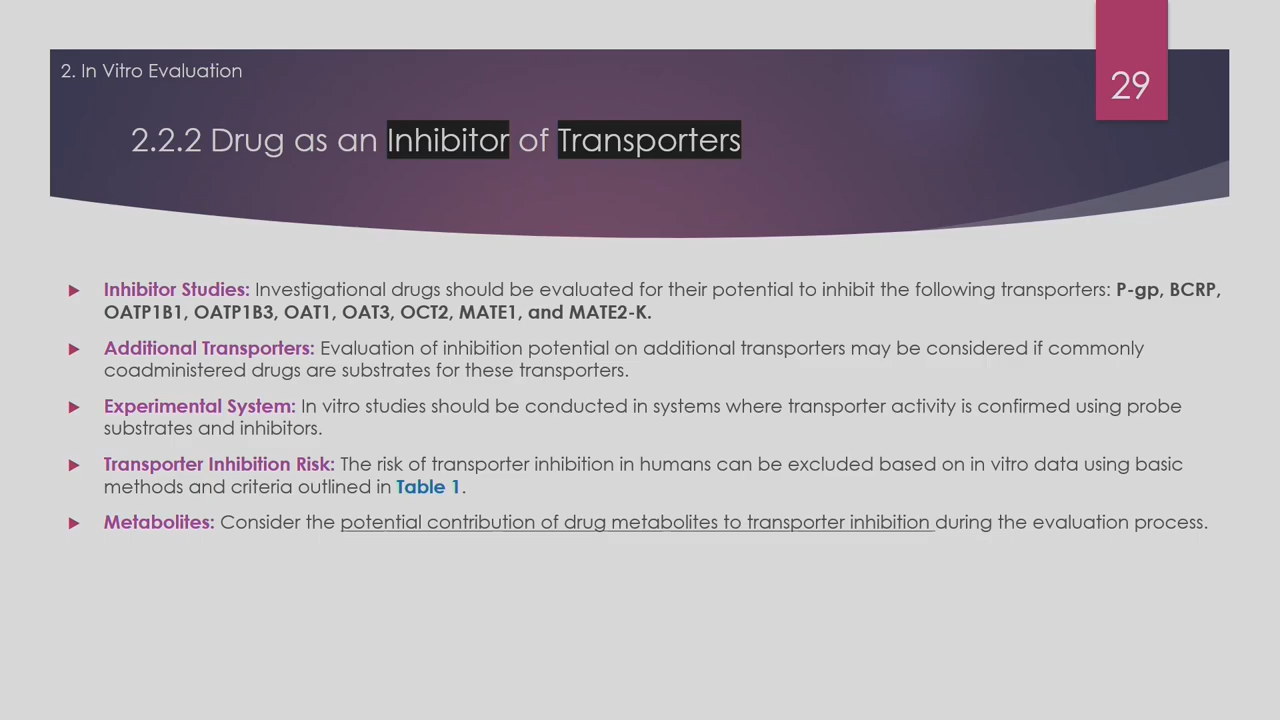 2. In Vitro Evaluation
29
2.2.2 Drug as an Inhibitor of Transporters
Inhibitor Studies: Investigational drugs should be evaluated for their potential to inhibit the following transporters: P-gp, BCRP,
OATP1B1, OATP1B3, OAT1, OAT3, OCT2, MATE1, and MATE2-K.
Additional Transporters: Evaluation of inhibition potential on additional transporters may be considered if commonly
coadministered drugs are substrates for these transporters.
Experimental System: In vitro studies should be conducted in systems where transporter activity is confirmed using probe
substrates and inhibitors.
Transporter Inhibition Risk: The risk of transporter inhibition in humans can be excluded based on in vitro data using basic
methods and criteria outlined in Table 1.
Metabolites: Consider the potential contribution of drug metabolites to transporter inhibition during the evaluation process.